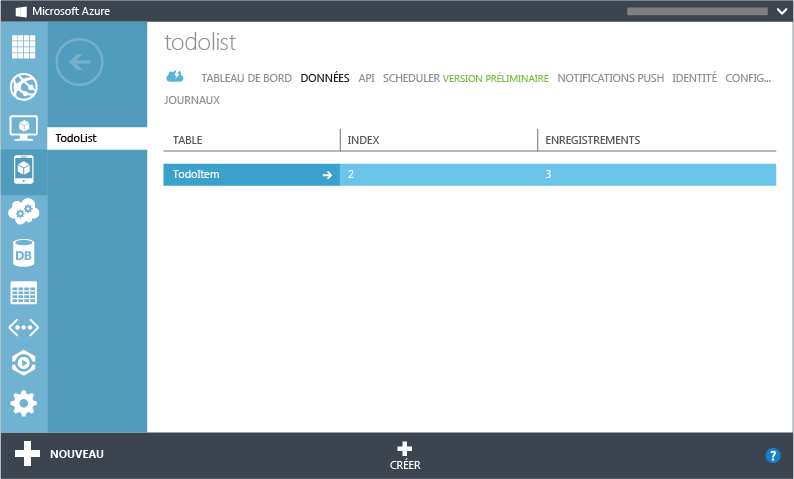 Microsoft Azure
todolist
TABLEAU DE BORD DONNÉES API SCHEDULER VERSION PRÉLIMINAIRE NOTIFICATIONS PUSH IDENTITÉ CONFIG...
JOURNAUX
TodoList
TABLE INDEX ENREGISTREMENTS
TodoItem 2 3
DB
NOUVEAU
CRÉER
?